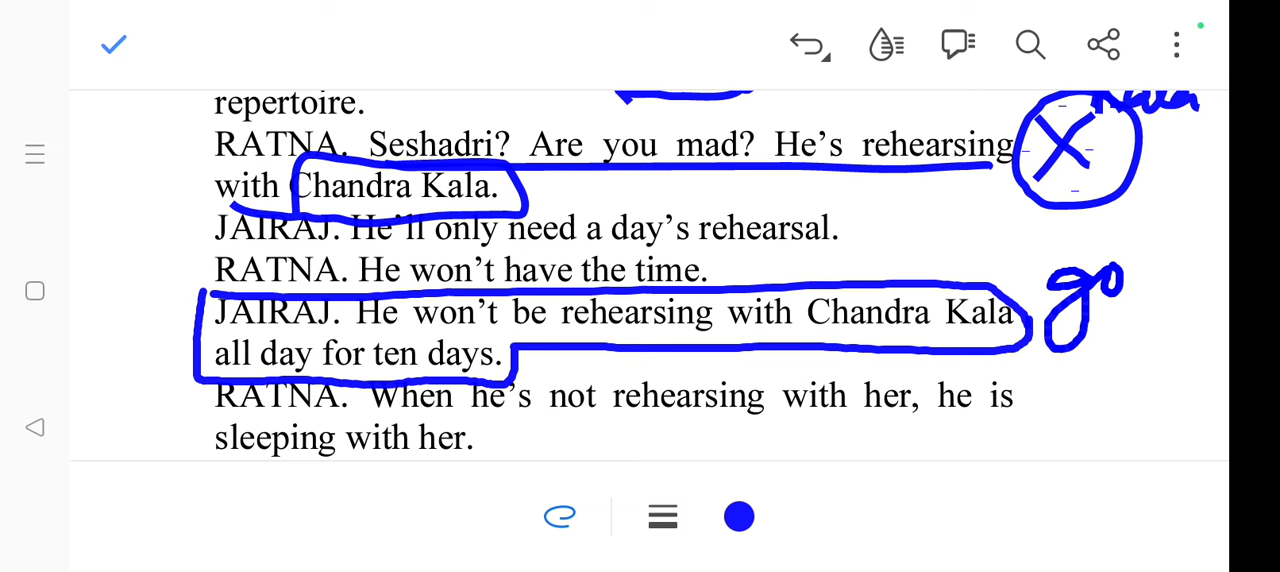 repertoire.
RATNA. Seshadri? Are you mad? He's rehearsing
with Chandra Kala.
JAIRAJ. He'll only need a day's rehearsal.
RATNA. He won't have the time.
JAIRAJ. He won't be rehearsing with Chandra Kala
all day for ten days.
go
RATNA. When he's not rehearsing with her, he is
sleeping with her.